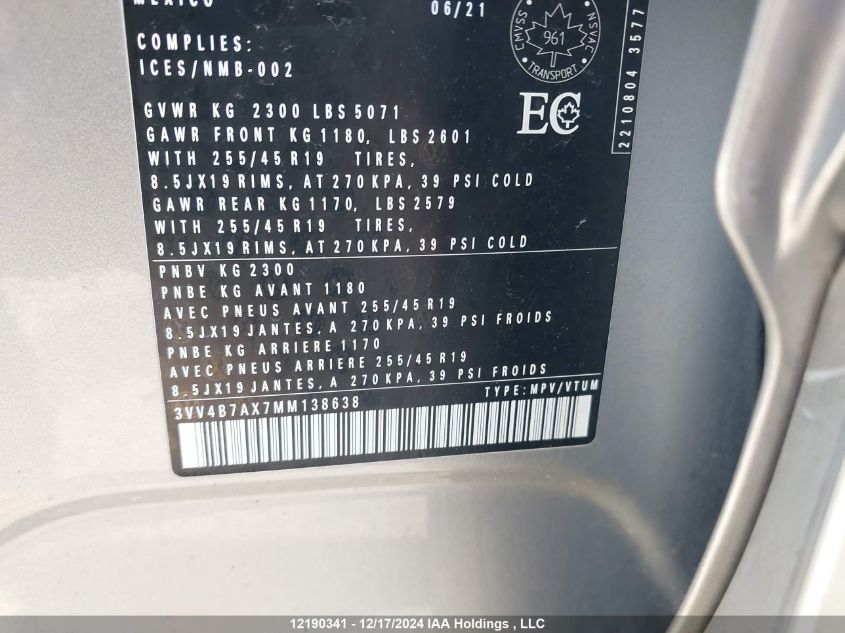 MEXICO
06/21
COMPLIES:
ICES/NMB-002
CMVSS
NSVAC
961
TRANSPORT
EC
2210804 3577
GVWR KG 2300 LBS 5071
GAWR FRONT KG 1180, LBS 2601
WITH 255/45 R19 TIRES,
8.5JX19 RIMS, AT 270 KPA, 39 PSI COLD
GAWR REAR KG 1170, LBS 2579
WITH 255/45 R19 TIRES,
8.5JX19 RIMS, AT 270 KPA, 39 PSI COLD
PNBV KG 2300
PNBE KG AVANT 1180
AVEC PNEUS AVANT 255/45 R19
8.5JX19 JANTES, A 270 KPA, 39 PSI FROIDS
PNBE KG ARRIERE 1170
AVEC PNEUS ARRIERE 255/45 R19
8.5JX19 JANTES, A 270 KPA, 39 PSI FROIDS
TYPE: MPV/VTUM
3VV4B7AX7MM138638
12190341 - 12/17/2024 IAA Holdings , LLC